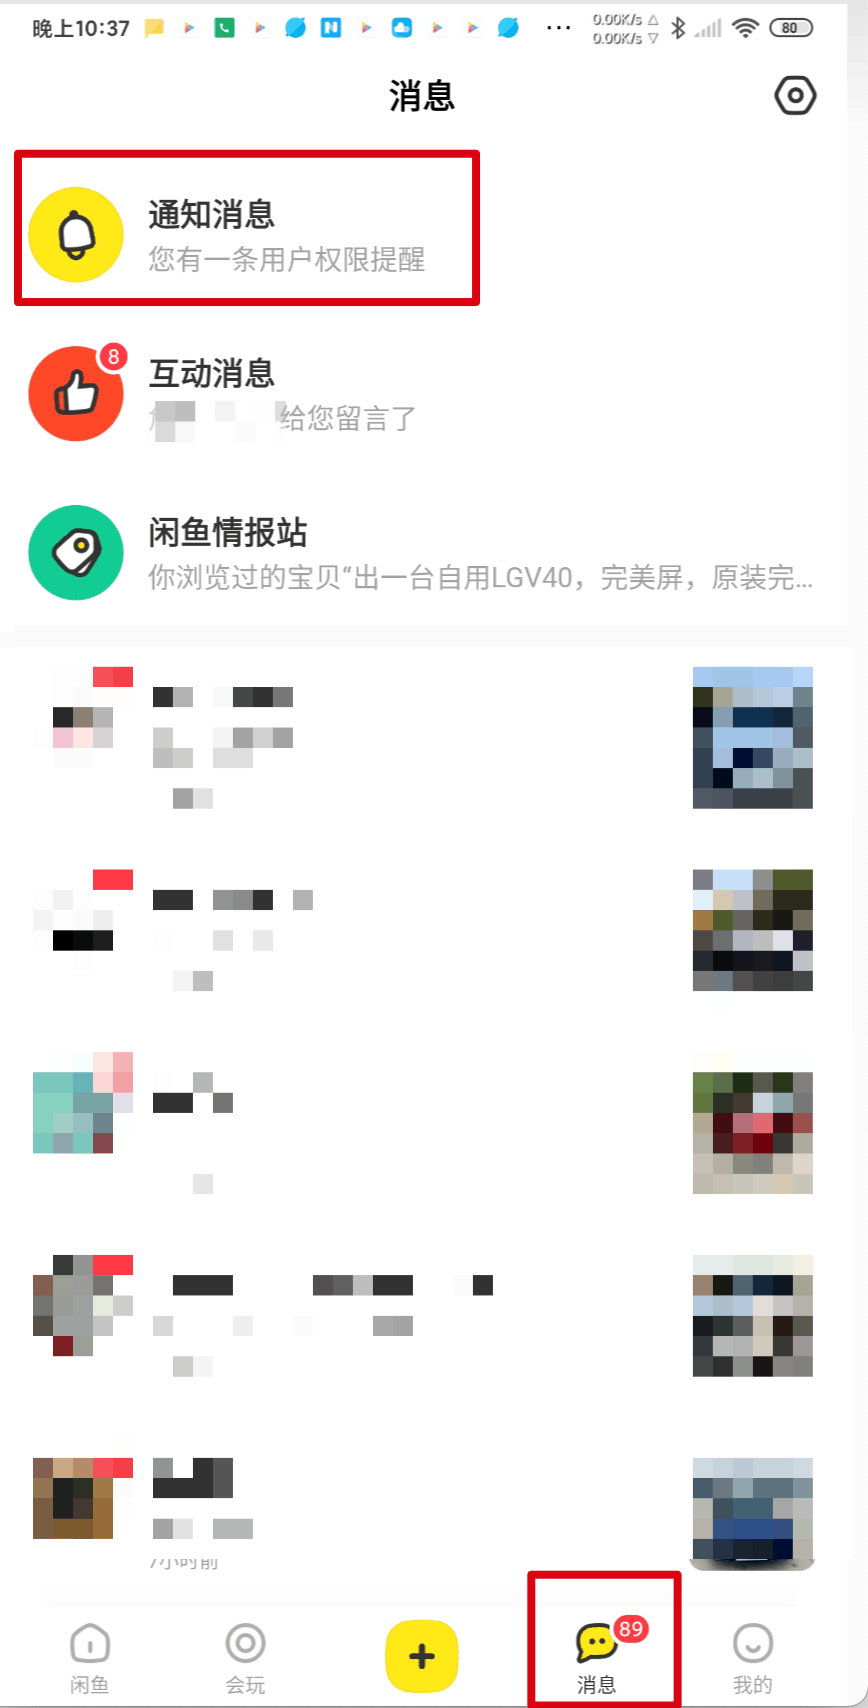 晚上10:37
0.00K/s △
0.00K/s ▽
80
消息
通知消息
您有一条用户权限提醒
8
互动消息
给您留言了
闲鱼情报站
你浏览过的宝贝“出一台自用LGV40，完美屏，原装完...
7小时前
89
闲鱼
会玩
消息
我的